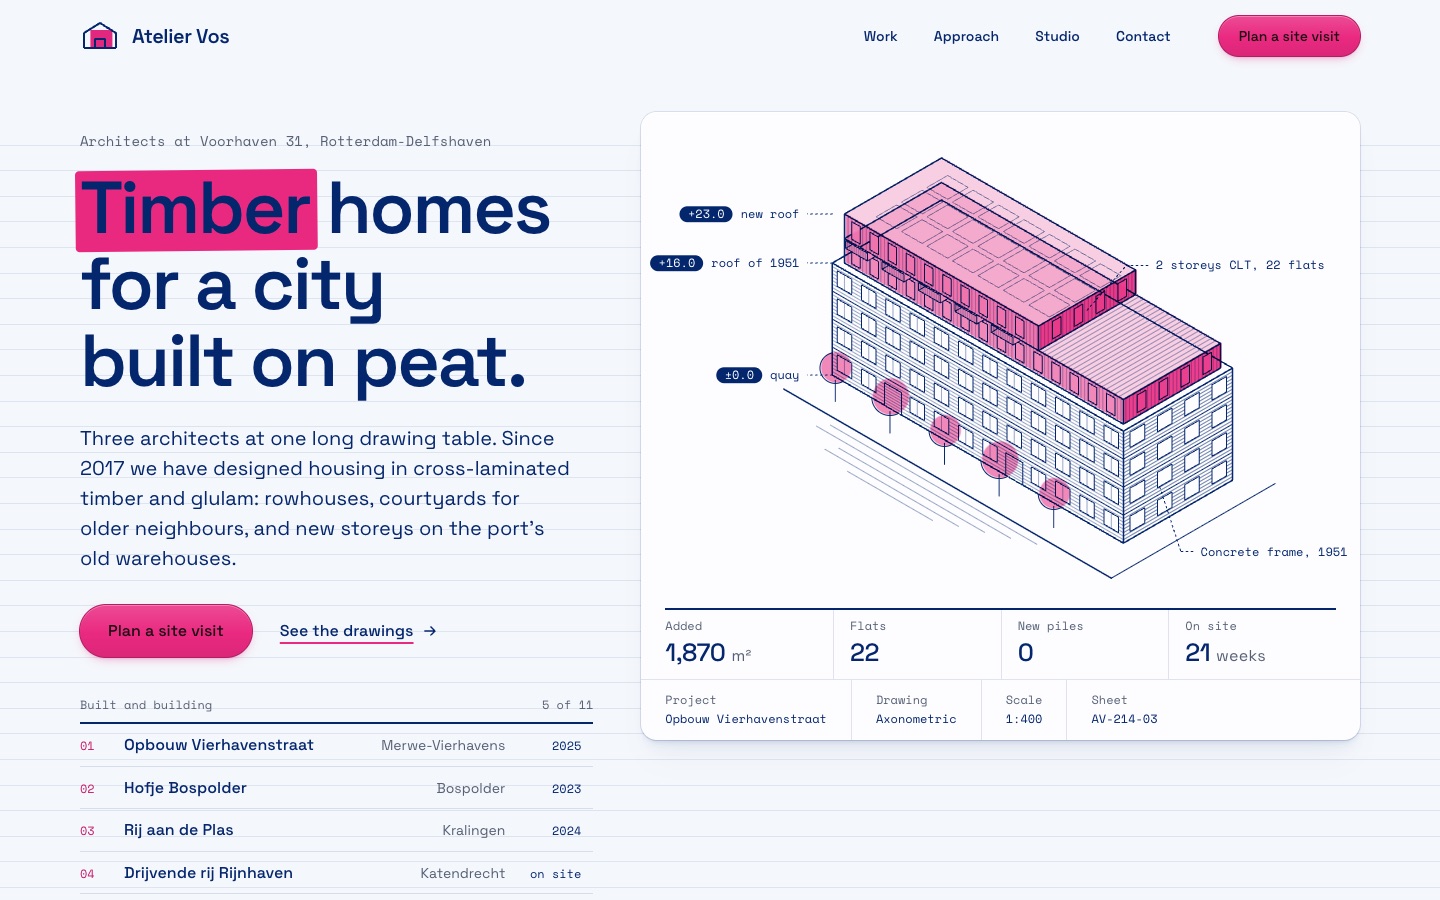 Atelier Vos
Work Approach Studio Contact Plan a site visit
Architects at Voorhaven 31, Rotterdam-Delfshaven
Timber homes
for a city
built on peat.
Three architects at one long drawing table. Since
2017 we have designed housing in cross-laminated
timber and glulam: rowhouses, courtyards for
older neighbours, and new storeys on the port's
old warehouses.
Plan a site visit See the drawings →
Built and building 5 of 11
01 Opbouw Vierhavenstraat Merwe-Vierhavens 2025
02 Hofje Bospolder Bospolder 2023
03 Rij aan de Plas Kralingen 2024
04 Drijvende rij Rijnhaven Katendrecht on site
+23.0 new roof
+16.0 roof of 1951
2 storeys CLT, 22 flats
±0.0 quay
Concrete frame, 1951
Added Flats New piles On site
1,870 m² 22 0 21 weeks
Project Drawing Scale Sheet
Opbouw Vierhavenstraat Axonometric 1:400 AV-214-03